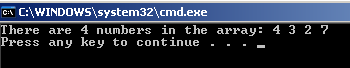 C:\WINDOWS\system32\cmd.exe
There are 4 numbers in the array: 4 3 2 7
Press any key to continue . . . _